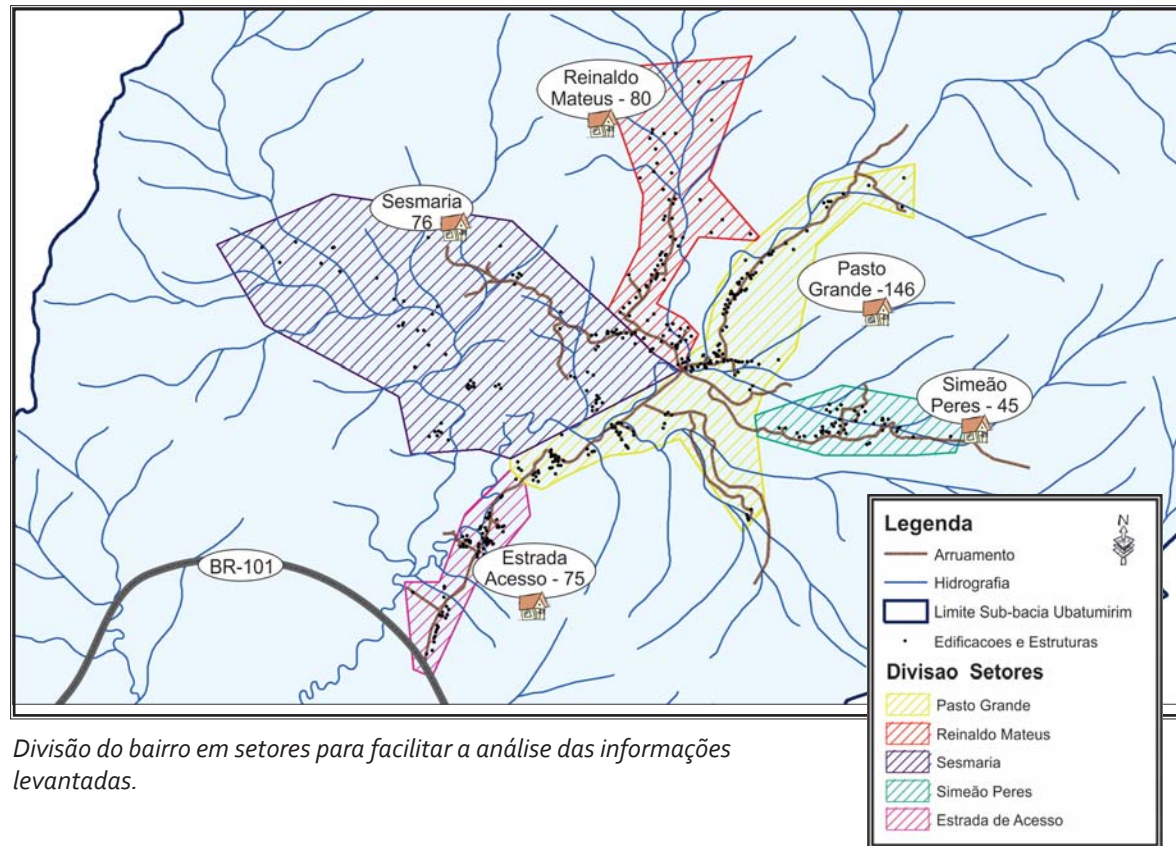 Reinaldo
Mateus - 80
Sesmaria
76
Pasto
Grande -146
Simeão
Peres - 45
Estrada
Acesso - 75
BR-101
Legenda
N
Arruamento
Hidrografia
Limite Sub-bacia Ubatumirim
Edificacoes e Estruturas
Divisao Setores
Pasto Grande
Reinaldo Mateus
Sesmaria
Simeão Peres
Estrada de Acesso
Divisão do bairro em setores para facilitar a análise das informações
levantadas.